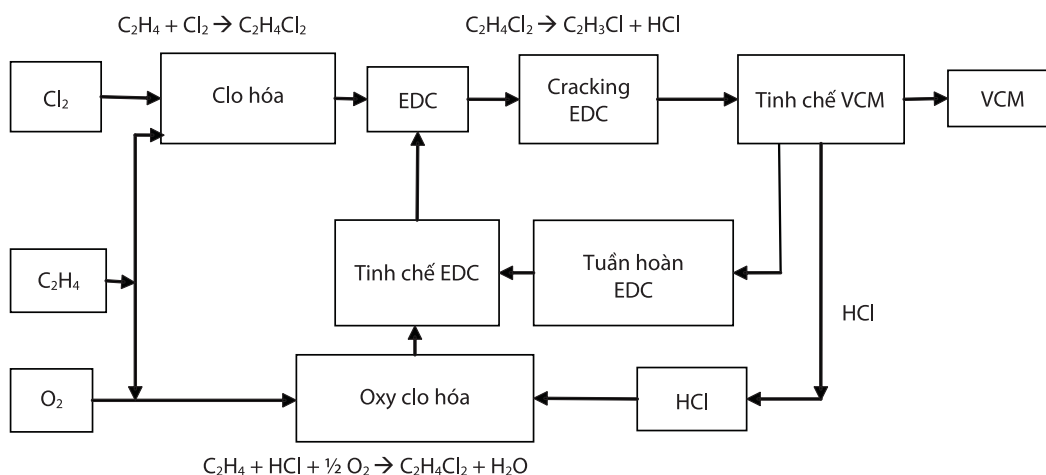 C₂H₄ + Cl₂ → C₂H₄Cl₂
C₂H₄Cl₂ → C₂H₃Cl + HCl
Cl₂
Clo hóa
EDC
Cracking
EDC
Tinh chế VCM
VCM
C₂H₄
Tinh chế EDC
Tuần hoàn
EDC
HCl
O₂
Oxy clo hóa
HCl
C₂H₄ + HCl + ½ O₂ → C₂H₄Cl₂ + H₂O